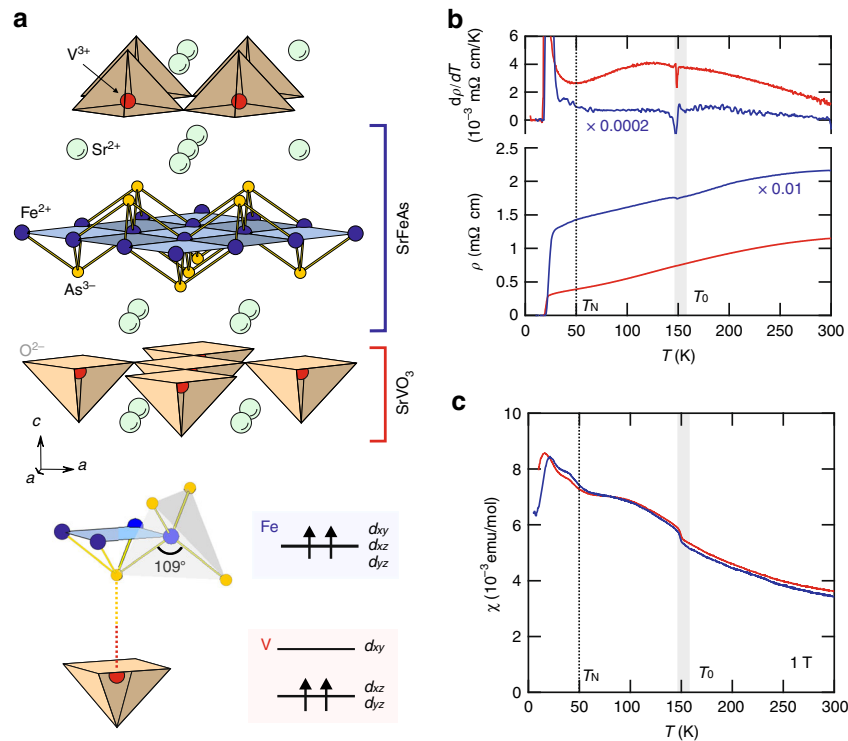 a
V3+
Sr2+
Fe2+
As3–
SrFeAs
O2–
SrVO3
c
a
a
109°
Fe
dxy
dxz
dyz
V
dxy
dxz
dyz
b
dρ/dT
(10–3 mΩ cm/K)
6
4
2
0
× 0.0002
ρ (mΩ cm)
2.5
2
1.5
1
0.5
0
× 0.01
TN
T0
0 50 100 150 200 250 300
T (K)
c
χ (10–3 emu/mol)
10
8
6
4
2
0
TN
T0
1 T
0 50 100 150 200 250 300
T (K)